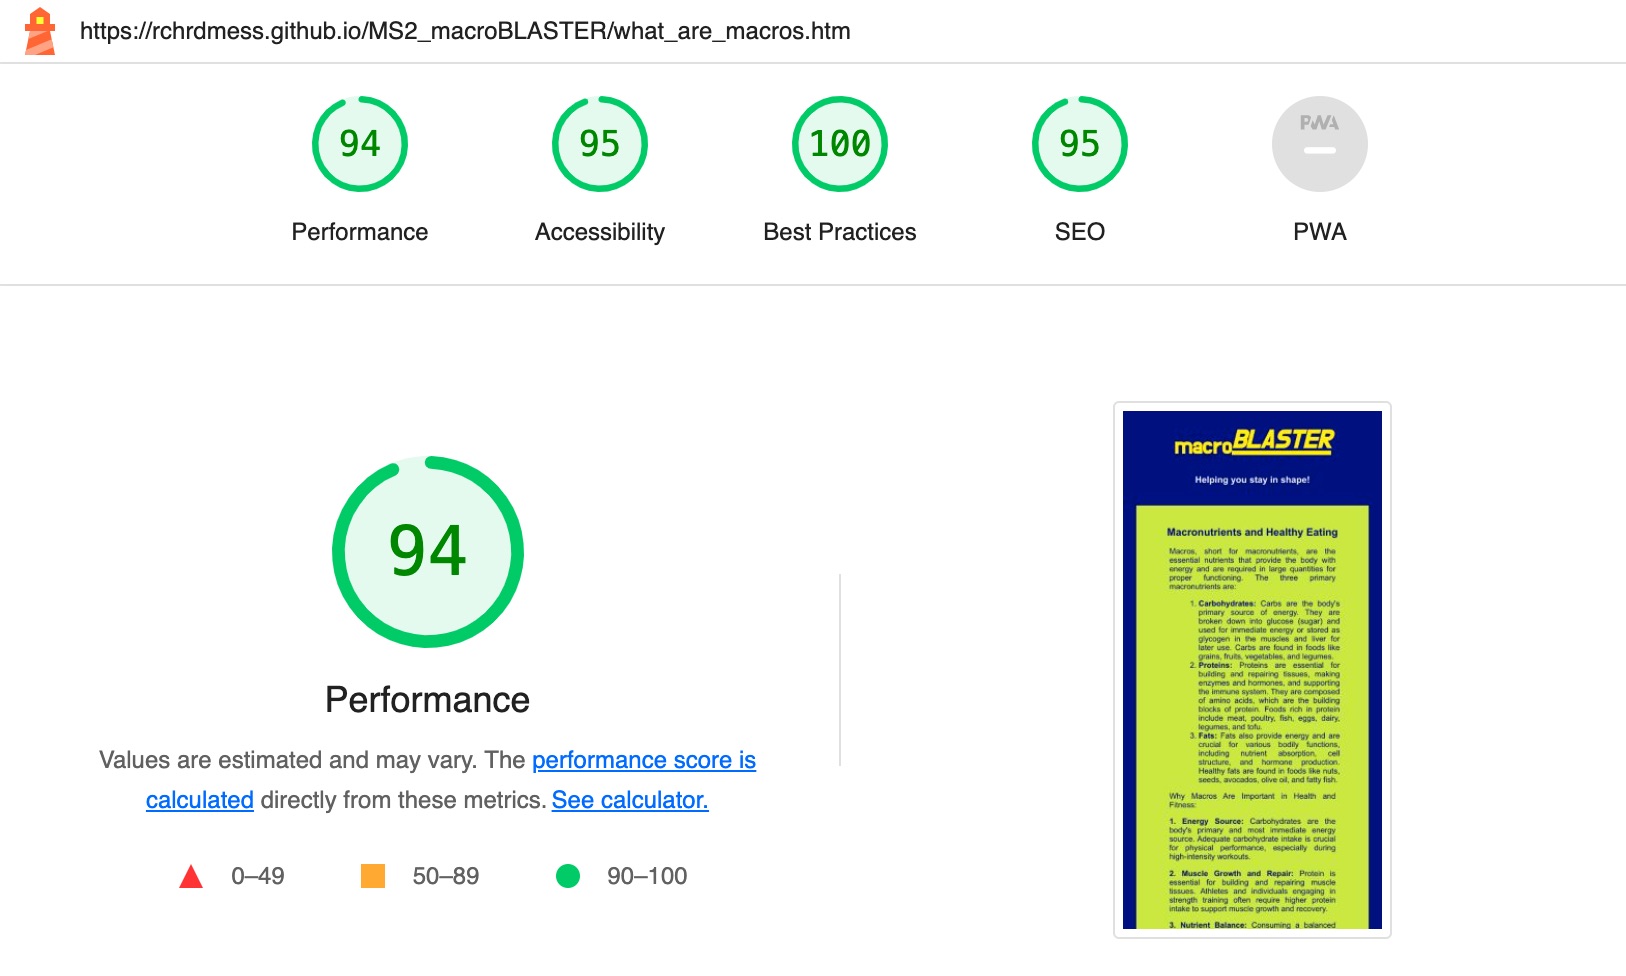 https://rchrdmess.github.io/MS2_macroBLASTER/what_are_macros.htm
94
95
100
95
PWA
Performance
Accessibility
Best Practices
SEO
PWA
94
Performance
Values are estimated and may vary. The performance score is
calculated directly from these metrics. See calculator.
0–49
50–89
90–100
macroBLASTER
Helping you stay in shape!
Macronutrients and Healthy Eating
Macros, short for macronutrients, are the
essential nutrients that provide the body with
energy and are required in large quantities for
proper functioning. The three primary
macronutrients are:
1. Carbohydrates: Carbs are the body's
primary source of energy. They are
broken down into glucose (sugar) and
used for immediate energy or stored as
glycogen in the muscles and liver for
later use. Carbs are found in foods like
grains, fruits, vegetables, and legumes.
2. Proteins: Proteins are essential for
building and repairing tissues, making
enzymes and hormones, and supporting
the immune system. They are composed
of amino acids, which are the building
blocks of protein. Foods rich in protein
include meat, poultry, fish, eggs, dairy,
legumes, and tofu.
3. Fats: Fats also provide energy and are
crucial for various bodily functions,
including nutrient absorption, cell
structure, and hormone production.
Healthy fats are found in foods like nuts,
seeds, avocados, olive oil, and fatty fish.
Why Macros Are Important in Health and
Fitness:
1. Energy Source: Carbohydrates are the
body's primary and most immediate energy
source. Adequate carbohydrate intake is crucial
for physical performance, especially during
high-intensity workouts.
2. Muscle Growth and Repair: Protein is
essential for building and repairing muscle
tissues. Athletes and individuals engaging in
strength training often require higher protein
intake to support muscle growth and recovery.
3. Nutrient Balance: Consuming a balanced